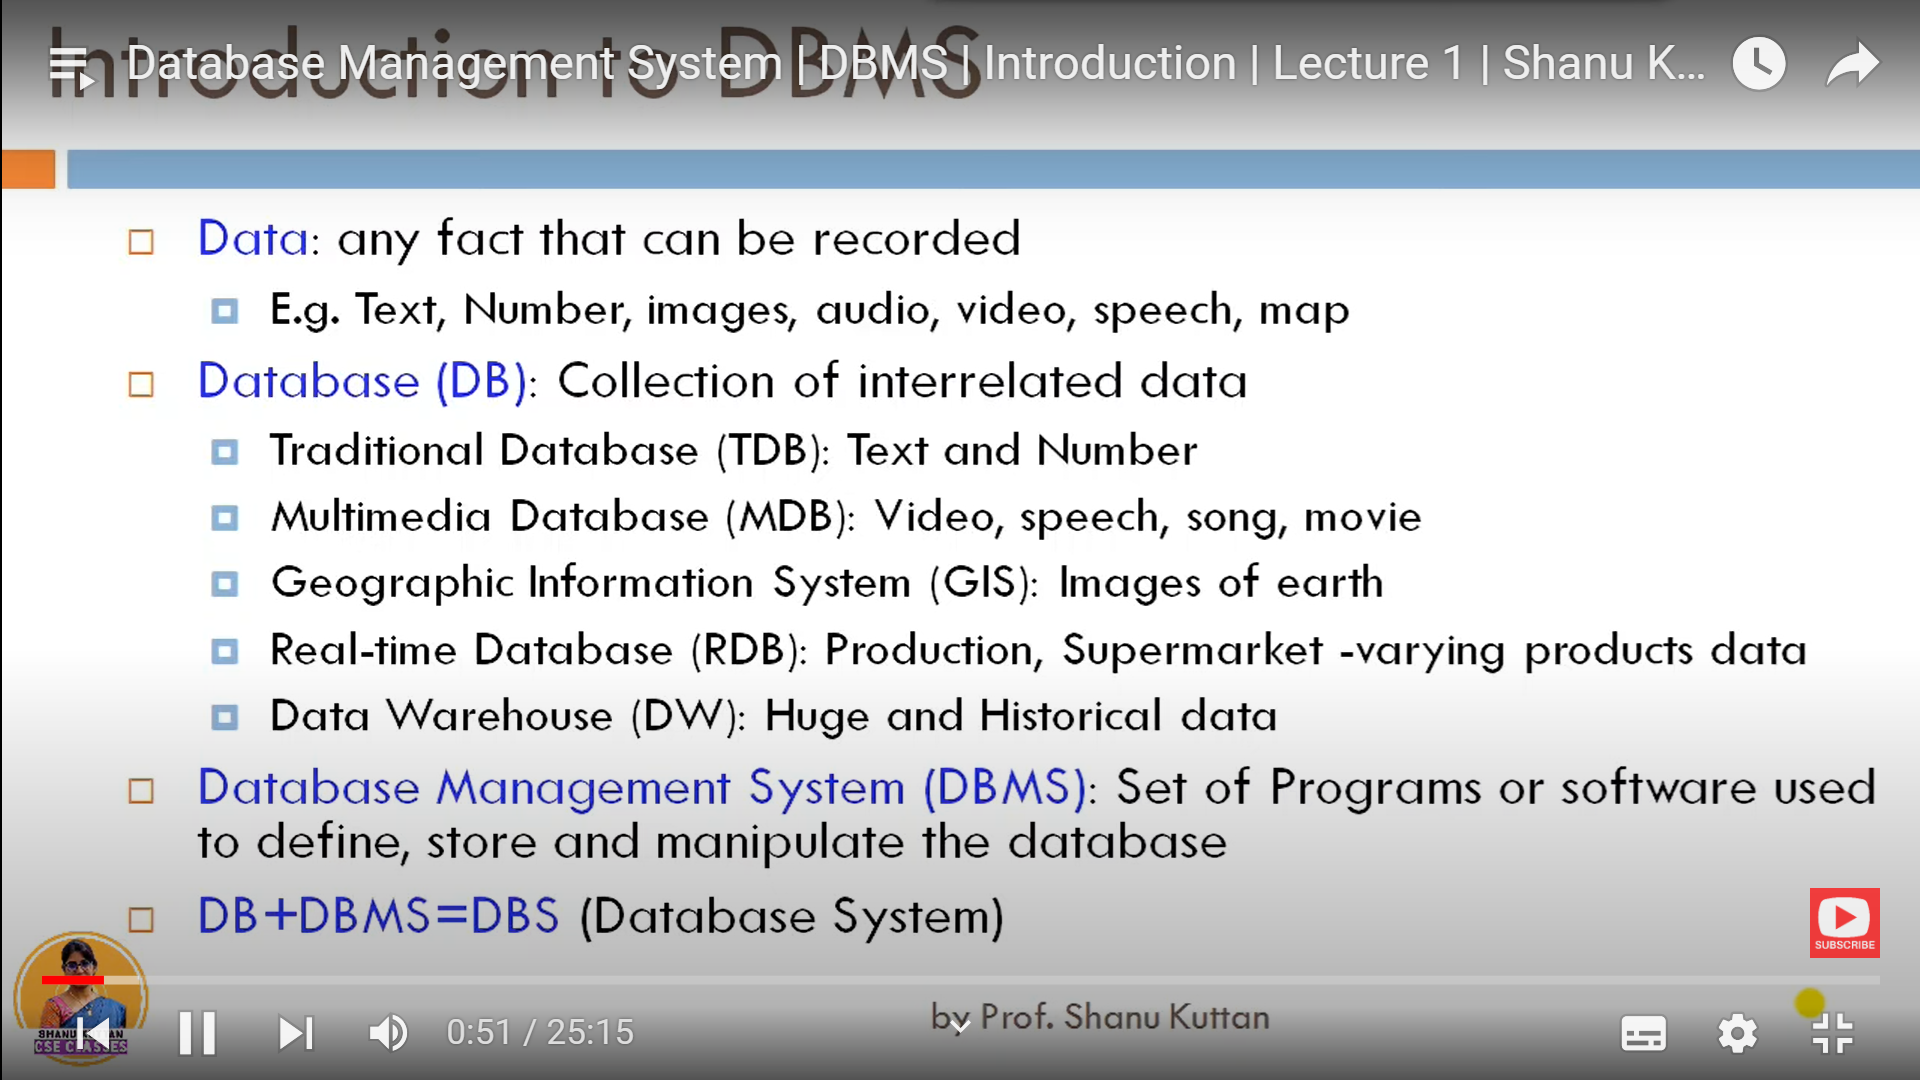 Introduction to DBMS
Database Management System | DBMS | Introduction | Lecture 1 | Shanu K...
Data: any fact that can be recorded
E.g. Text, Number, images, audio, video, speech, map
Database (DB): Collection of interrelated data
Traditional Database (TDB): Text and Number
Multimedia Database (MDB): Video, speech, song, movie
Geographic Information System (GIS): Images of earth
Real-time Database (RDB): Production, Supermarket -varying products data
Data Warehouse (DW): Huge and Historical data
Database Management System (DBMS): Set of Programs or software used
to define, store and manipulate the database
DB+DBMS=DBS (Database System)
SUBSCRIBE
by Prof. Shanu Kuttan
SHANU KUTTAN
CSE CLASSES
0:51 / 25:15